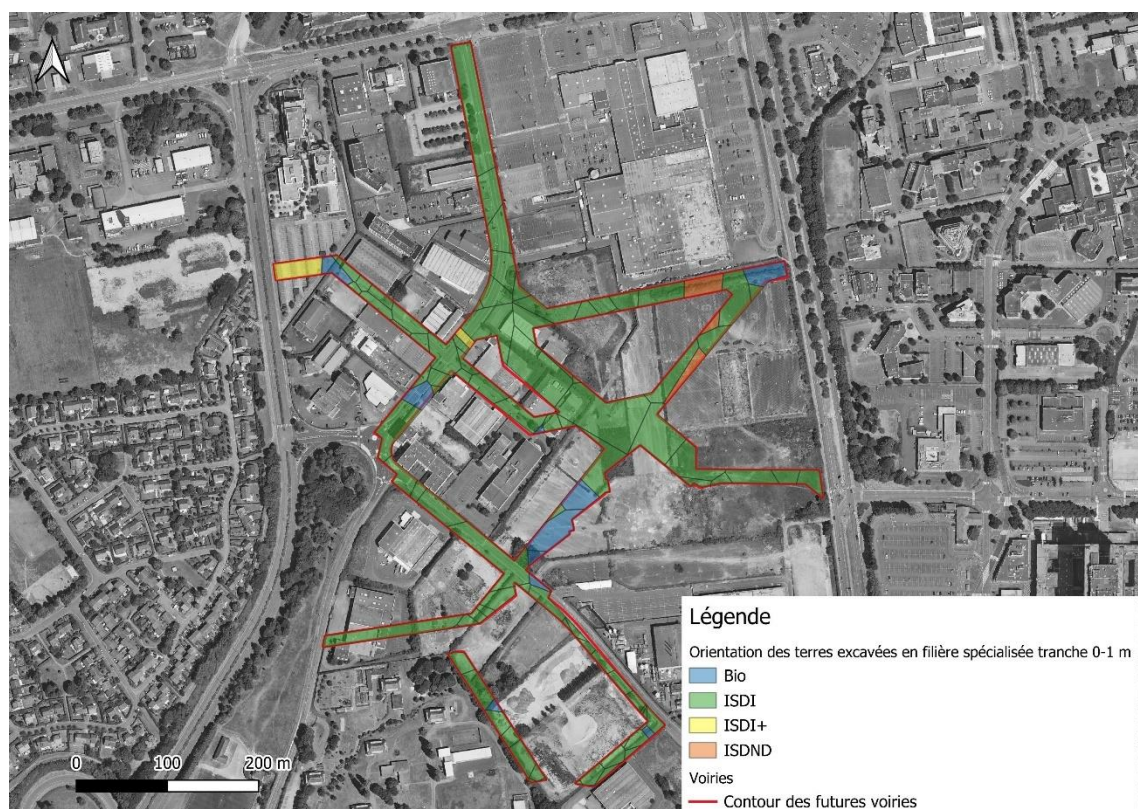 0 100 200 m
Légende
Orientation des terres excavées en filière spécialisée tranche 0-1 m
Bio
ISDI
ISDI+
ISDND
Voiries
Contour des futures voiries